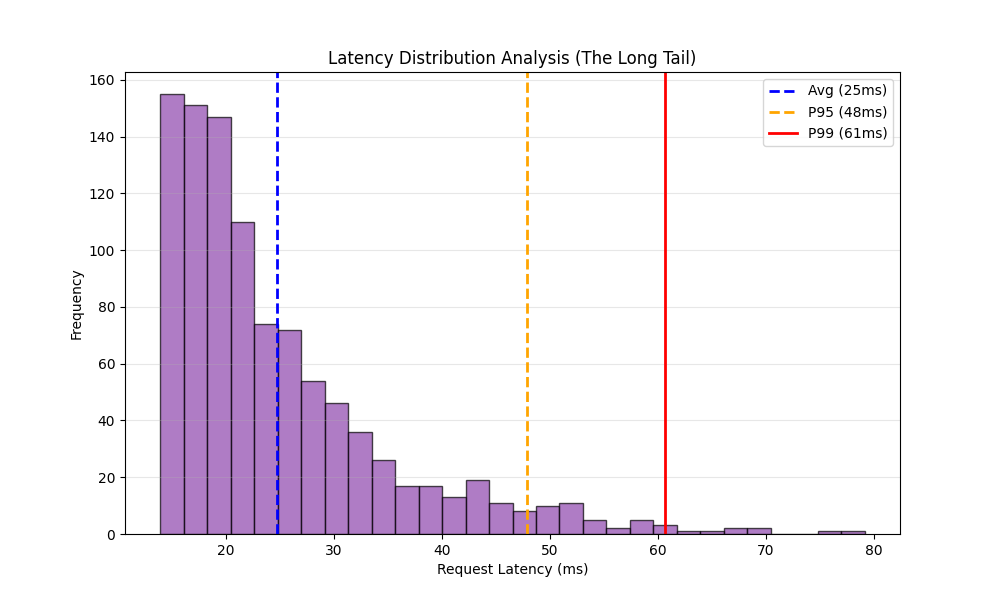 Latency Distribution Analysis (The Long Tail)
Avg (25ms)
P95 (48ms)
P99 (61ms)
Frequency
160
140
120
100
80
60
40
20
0
20 30 40 50 60 70 80
Request Latency (ms)